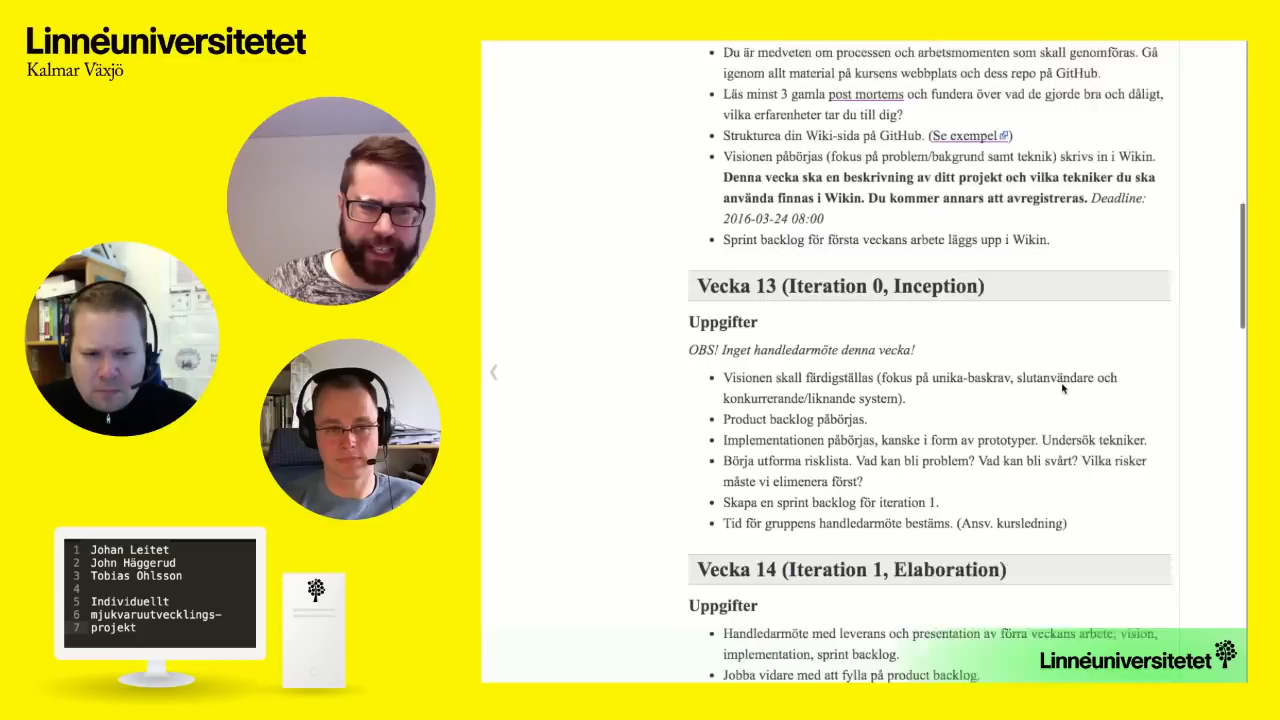 Linnéuniversitetet
Kalmar Växjö
Du är medveten om processen och arbetsmomenten som skall genomföras. Gå
igenom allt material på kursens webbplats och dess repo på GitHub.
Läs minst 3 gamla post mortems och fundera över vad de gjorde bra och dåligt,
vilka erfarenheter tar du till dig?
Strukturea din Wiki-sida på GitHub. (Se exempel)
Visionen påbörjas (fokus på problem/bakgrund samt teknik) skrivs in i Wikin.
Denna vecka ska en beskrivning av ditt projekt och vilka tekniker du ska
använda finnas i Wikin. Du kommer annars att avregistreras. Deadline:
2016-03-24 08:00
Sprint backlog för första veckans arbete läggs upp i Wikin.
Vecka 13 (Iteration 0, Inception)
Uppgifter
OBS! Inget handledarmöte denna vecka!
Visionen skall färdigställas (fokus på unika-baskrav, slutanvändare och
konkurrerande/liknande system).
Product backlog påbörjas.
Implementationen påbörjas, kanske i form av prototyper. Undersök tekniker.
Börja utforma risklista. Vad kan bli problem? Vad kan bli svårt? Vilka risker
måste vi elimenera först?
Skapa en sprint backlog för iteration 1.
Tid för gruppens handledarmöte bestäms. (Ansv. kursledning)
Vecka 14 (Iteration 1, Elaboration)
Uppgifter
Handledarmöte med leverans och presentation av förra veckans arbete; vision,
implementation, sprint backlog.
Jobba vidare med att fylla på product backlog.
Linnéuniversitetet
1 Johan Leitet
2 John Häggerud
3 Tobias Ohlsson
4
5 Individuellt
6 mjukvaruutvecklings-
7 projekt